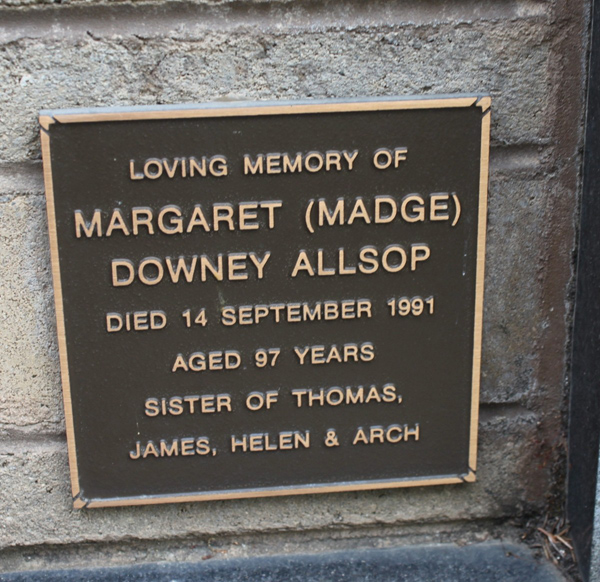 LOVING MEMORY OF
MARGARET (MADGE)
DOWNEY ALLSOP
DIED 14 SEPTEMBER 1991
AGED 97 YEARS
SISTER OF THOMAS,
JAMES, HELEN & ARCH